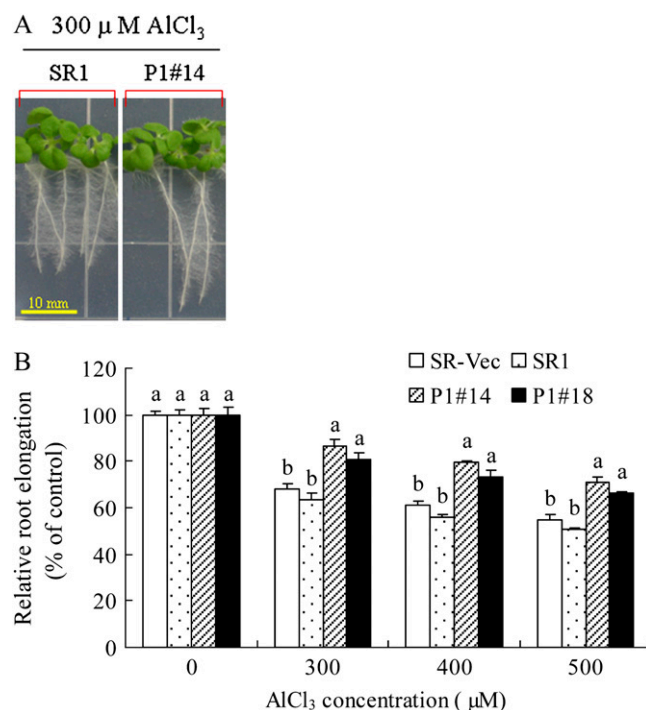 A
300 μ M AlCl₃
SR1 P1#14
10 mm
B
SR-Vec SR1
P1#14 P1#18
120
100
80
60
40
20
0
a a a a
b b a a
b b a a
b b a a
Relative root elongation
(% of control)
0 300 400 500
AlCl₃ concentration ( μM)